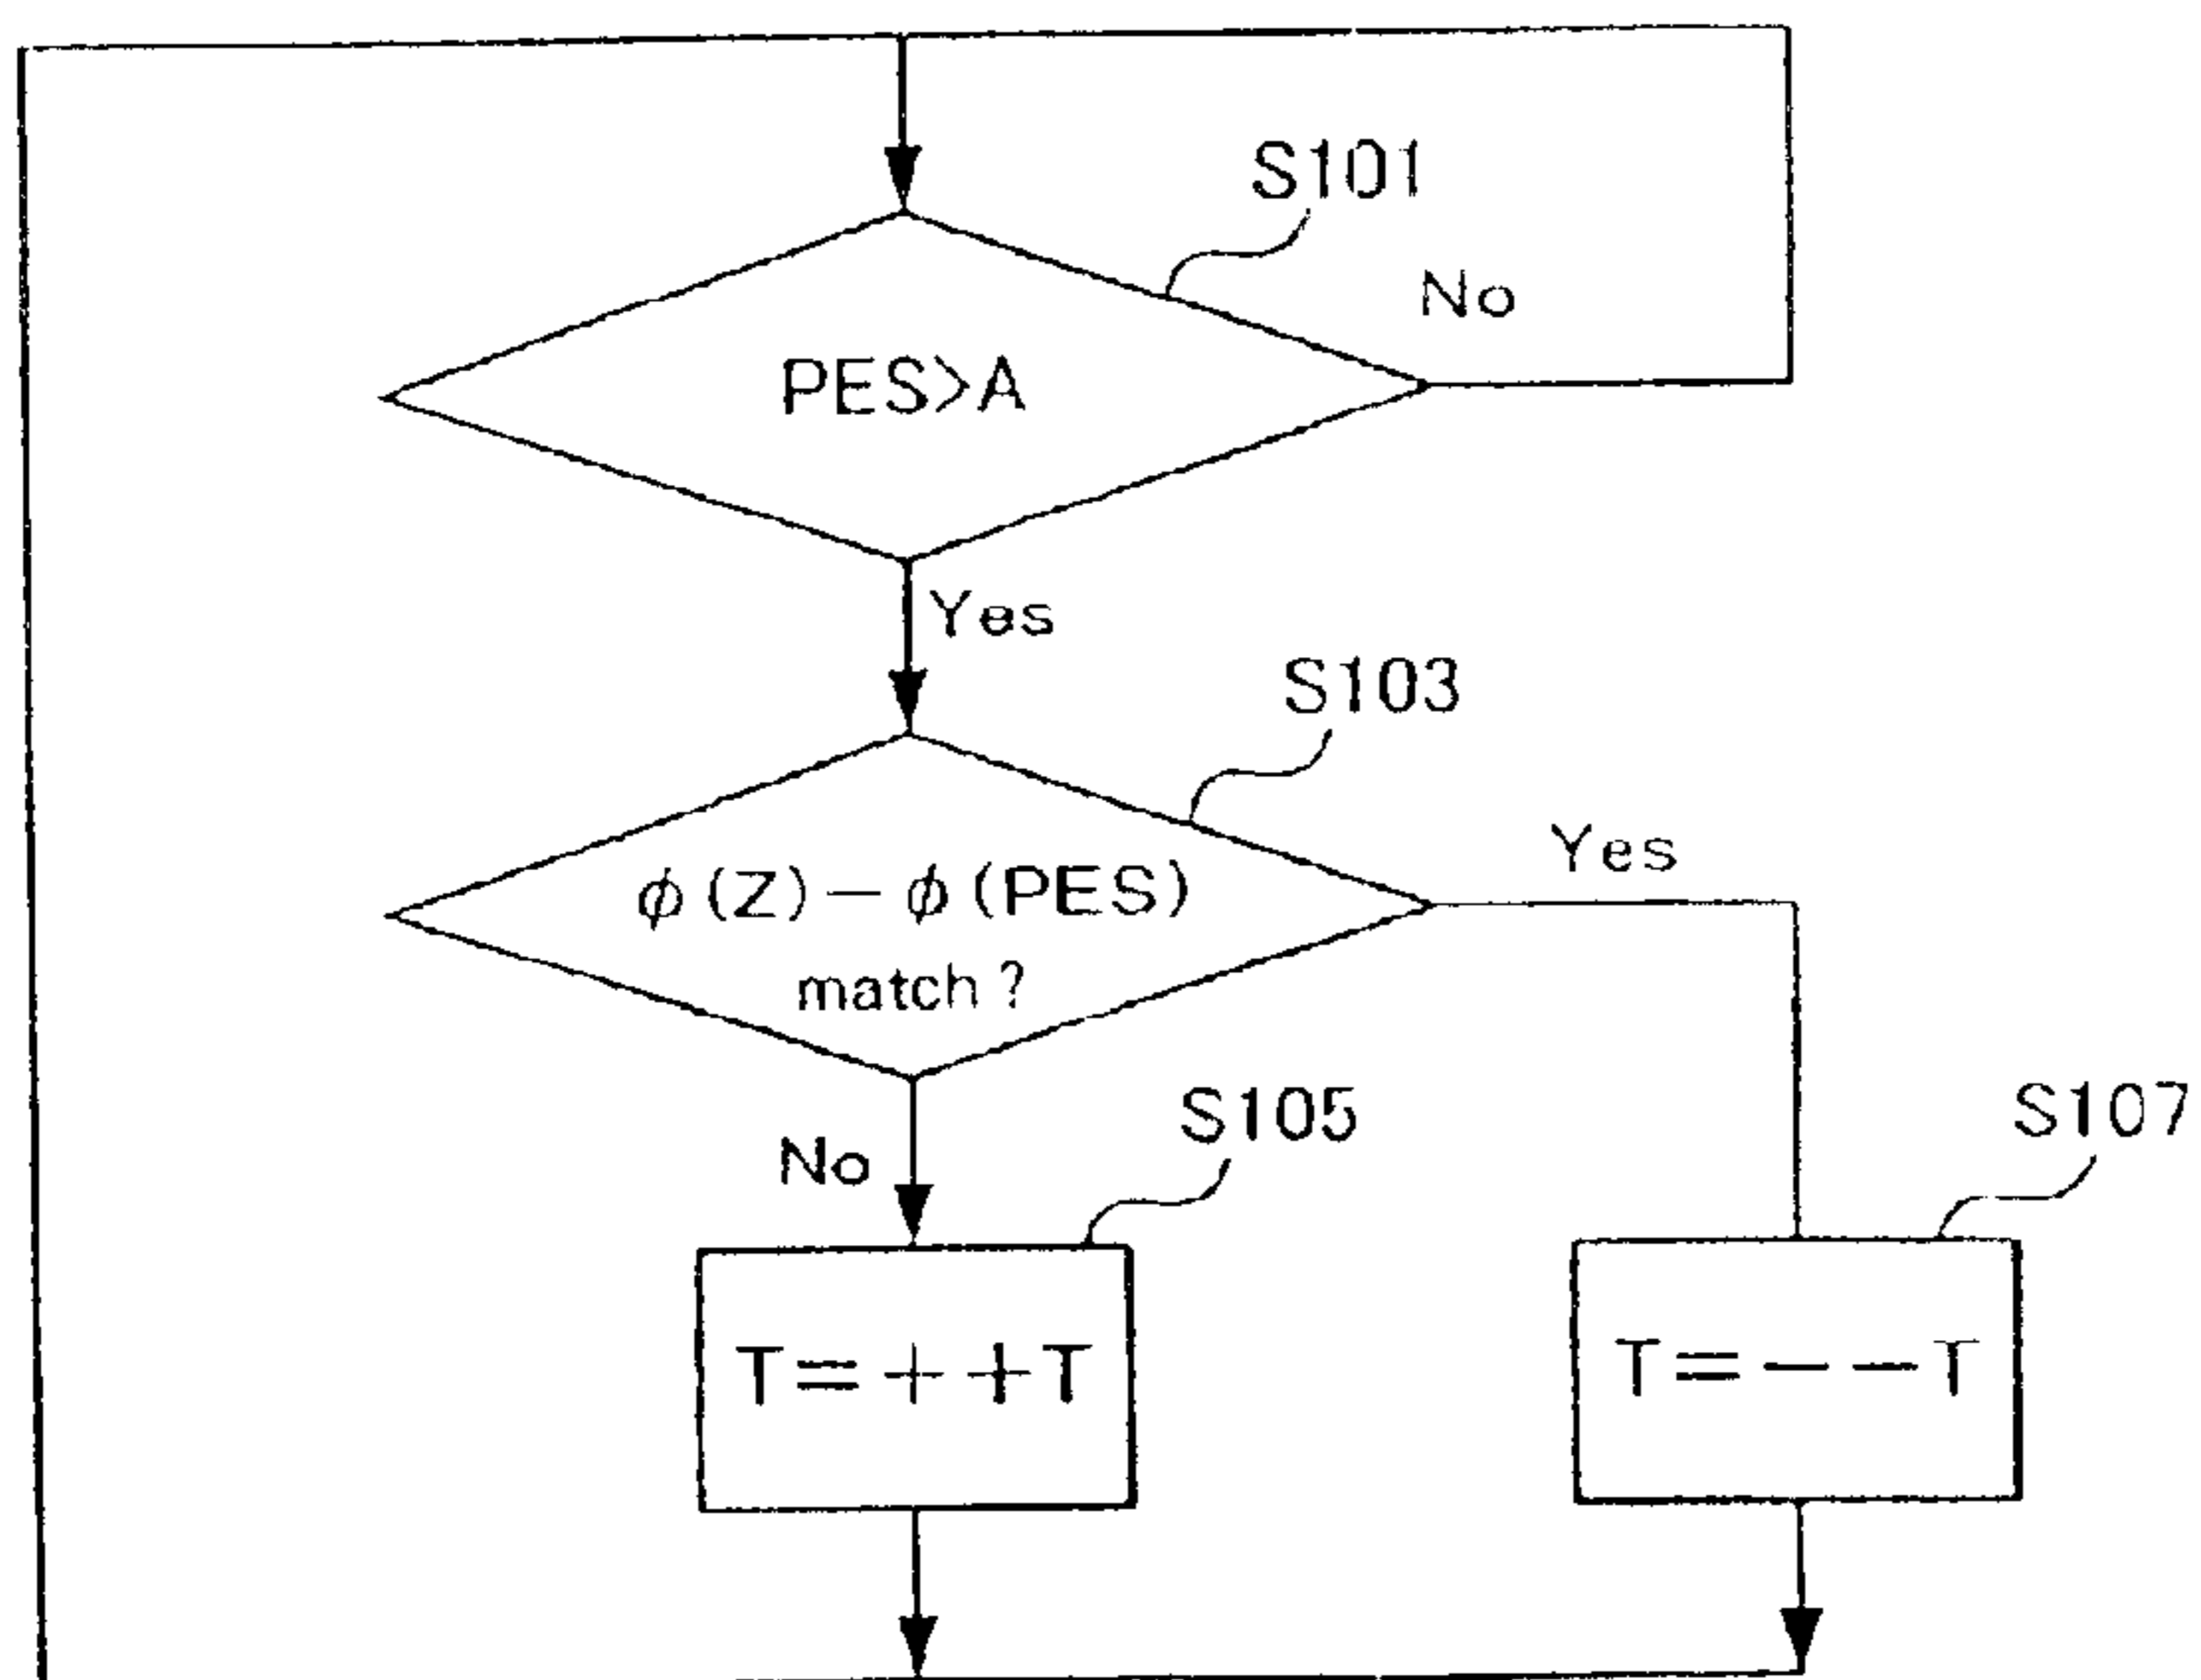 S101
No
PES>A
Yes
S103
Yes
ϕ(Z)−ϕ(PES)
match?
S105
S107
No
T=++T
T=−−T